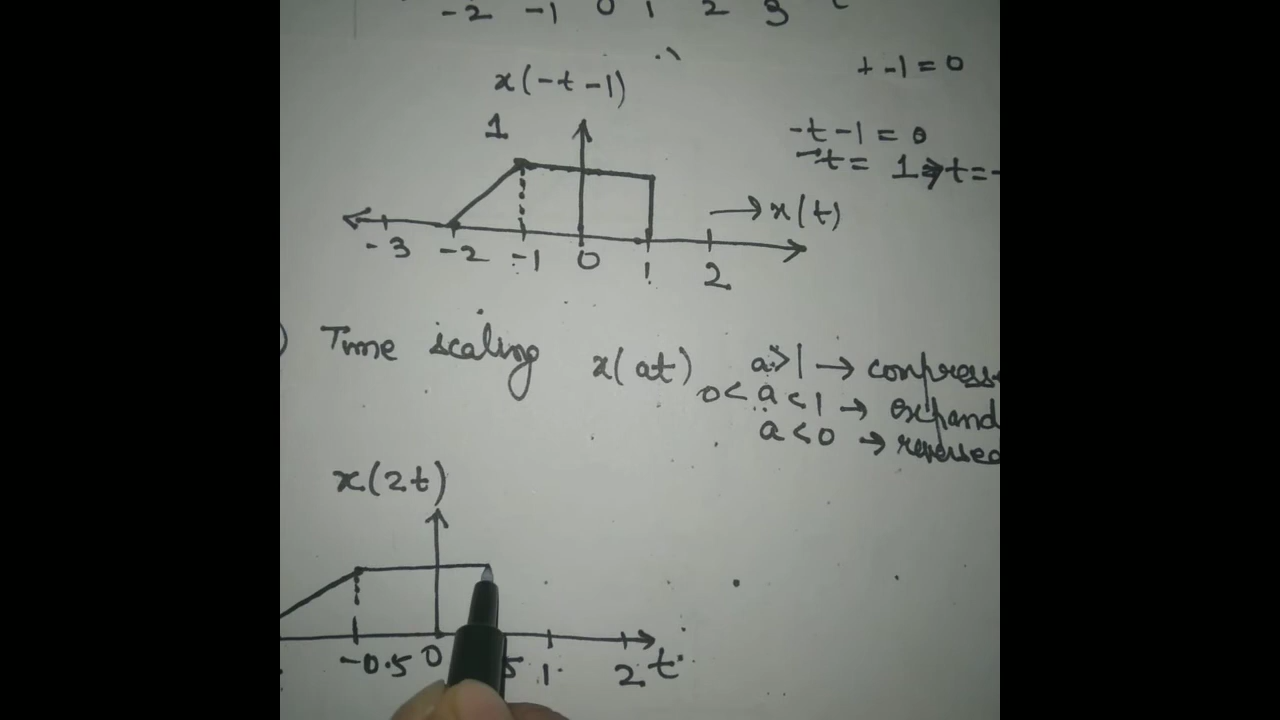 -2 -1 0 1 2 3 t
x(-t-1)
t-1=0
1
-t-1=0
-t= 1⇒t=-
→x(t)
-3 -2 -1 0 1 2
) Time scaling x(at) a>1→ compress
0<a<1→ expand
a<0→ reversed
x(2t)
-0.5 0 5 1 2 t